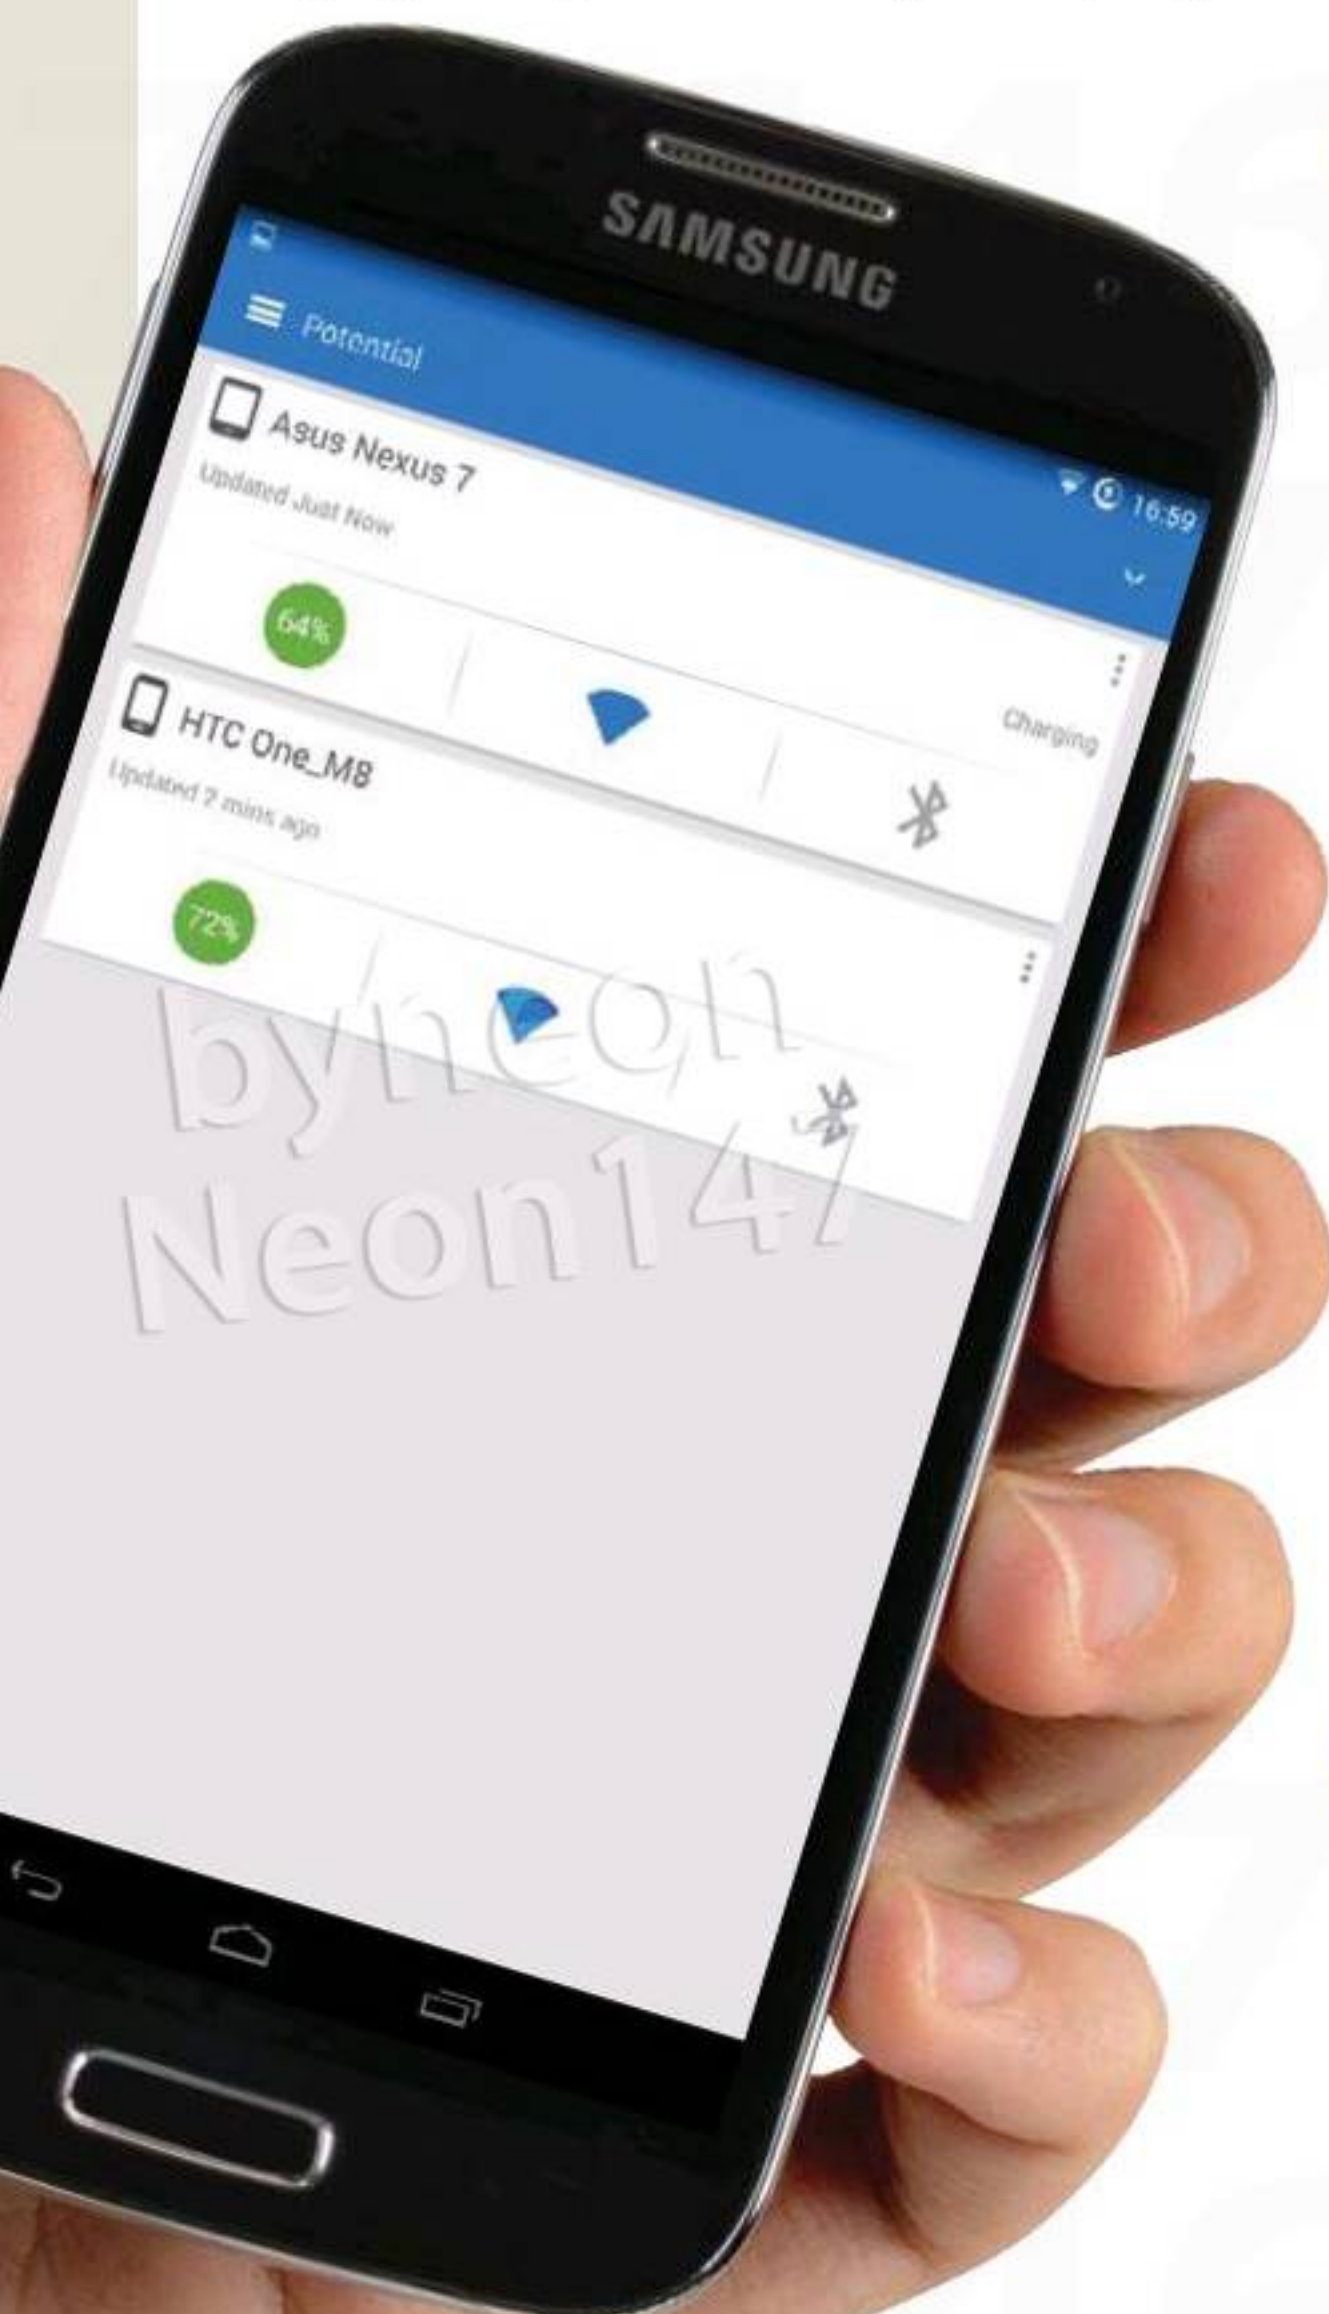 SAMSUNG
16:59
Potential
Asus Nexus 7
Updated Just Now
Charging
64%
HTC One_M8
Updated 2 mins ago
72%
byneon
Neon147